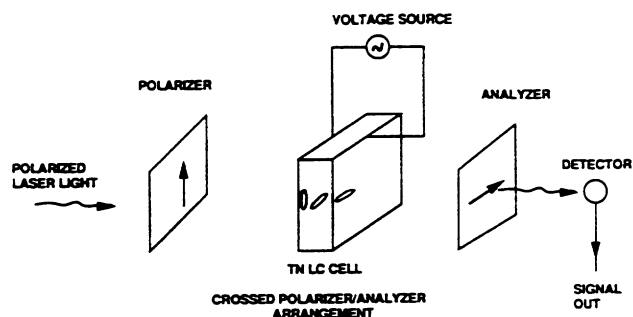 VOLTAGE SOURCE
POLARIZER
ANALYZER
POLARIZED
LASER LIGHT
DETECTOR
TN LC CELL
SIGNAL
OUT
CROSSED POLARIZER/ANALYZER
ARRANGEMENT